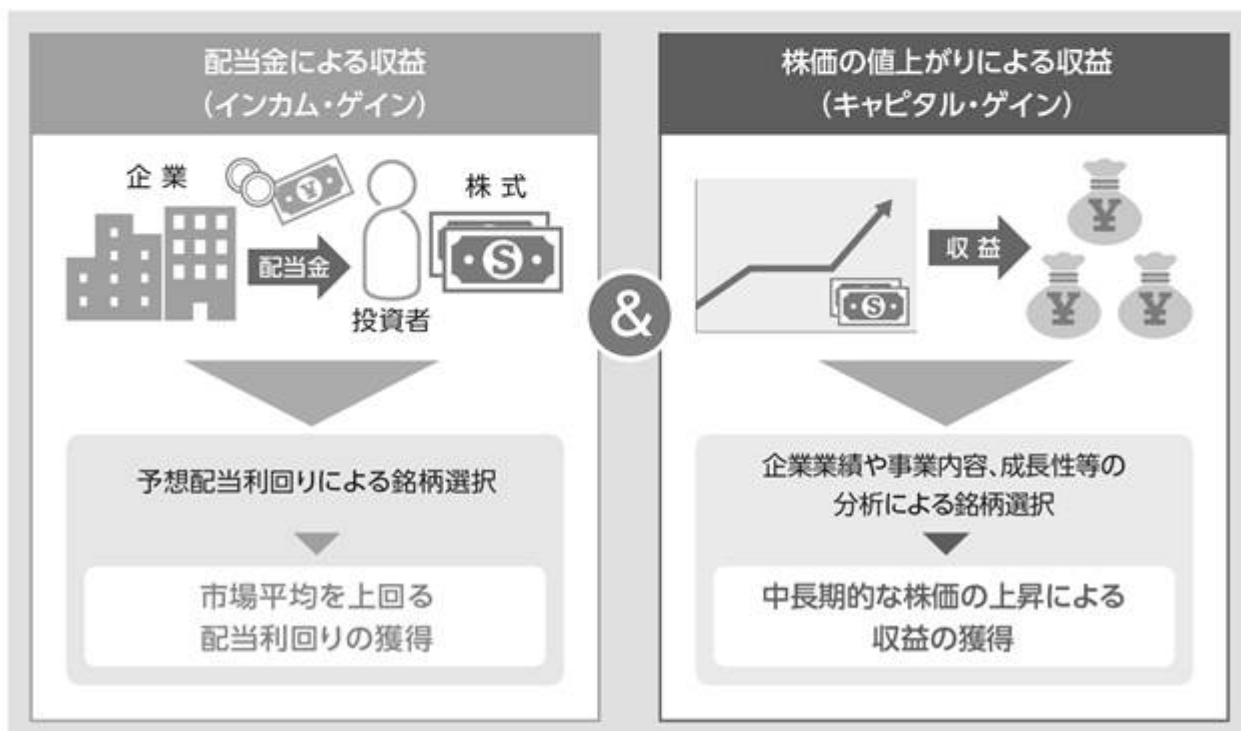 配当金による収益
（インカム・ゲイン）
企業
¥
株式
配当金
S
投資者
予想配当利回りによる銘柄選択
市場平均を上回る
配当利回りの獲得
&
株価の値上がりによる収益
（キャピタル・ゲイン）
S
収益
¥
¥
¥
企業業績や事業内容、成長性等の
分析による銘柄選択
中長期的な株価の上昇による
収益の獲得